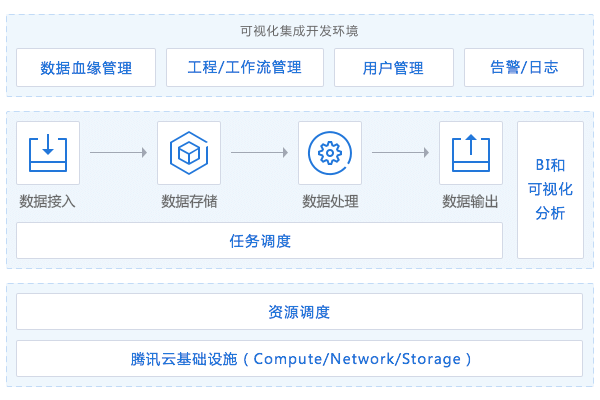 可视化集成开发环境
数据血缘管理 工程/工作流管理 用户管理 告警/日志
数据接入 数据存储 数据处理 数据输出
BI和
可视化
分析
任务调度
资源调度
腾讯云基础设施（Compute/Network/Storage）